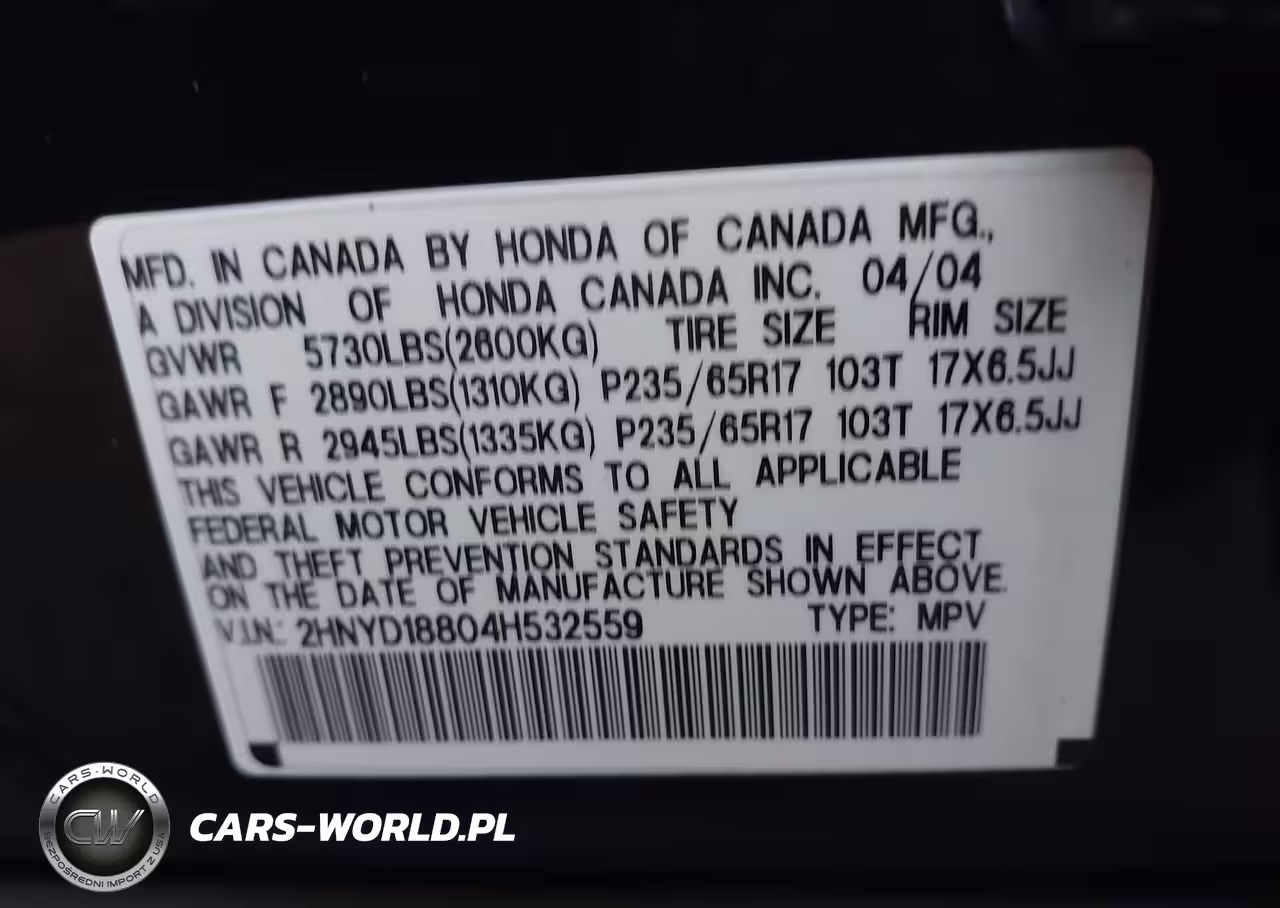 MFD. IN CANADA BY HONDA OF CANADA MFG.,
A DIVISION OF HONDA CANADA INC. 04/04
GVWR 5730LBS(2600KG) TIRE SIZE RIM SIZE
GAWR F 2890LBS(1310KG) P235/65R17 103T 17X6.5JJ
GAWR R 2945LBS(1335KG) P235/65R17 103T 17X6.5JJ
THIS VEHICLE CONFORMS TO ALL APPLICABLE
FEDERAL MOTOR VEHICLE SAFETY
AND THEFT PREVENTION STANDARDS IN EFFECT
ON THE DATE OF MANUFACTURE SHOWN ABOVE.
V.I.N.: 2HNYD18804H532559 TYPE: MPV
CARS-WORLD
CW
BEZPOŚREDNI IMPORT Z USA
CARS-WORLD.PL